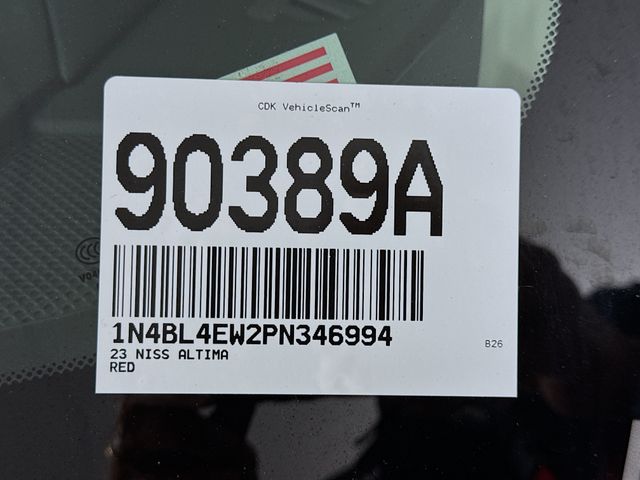 CDK VehicleScan™
90389A
1N4BL4EW2PN346994
23 NISS ALTIMA
RED
B26